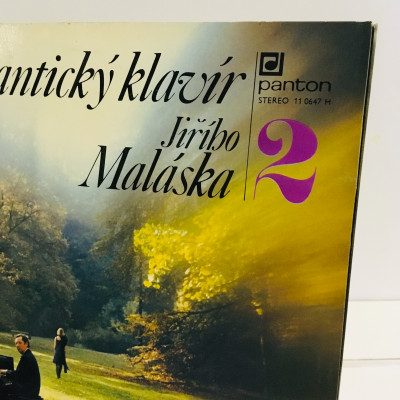 antický klavír
Jiřího
Maláska
panton
STEREO 11 0647 H
2